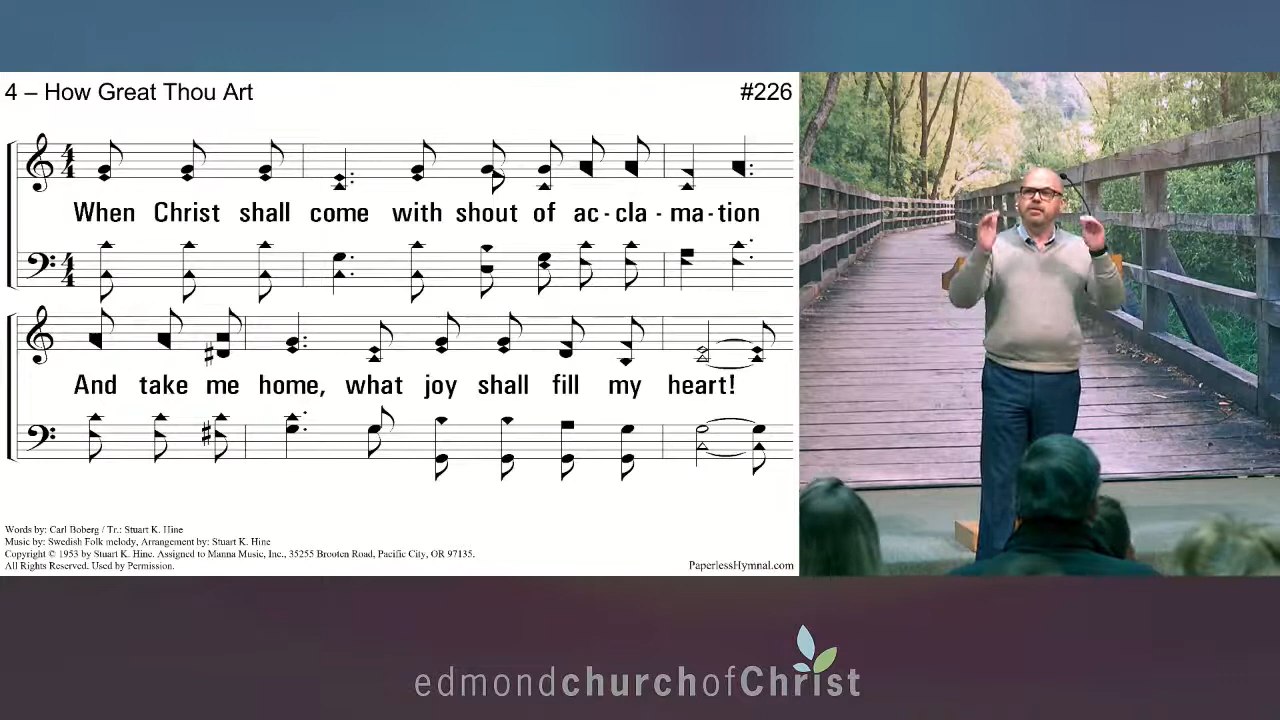 4 – How Great Thou Art
#226
When Christ shall come with shout of ac - cla - ma - tion
And take me home, what joy shall fill my heart!
Words by: Carl Boberg / Tr.: Stuart K. Hine
Music by: Swedish Folk melody, Arrangement by: Stuart K. Hine
Copyright © 1953 by Stuart K. Hine. Assigned to Manna Music, Inc., 35255 Brooten Road, Pacific City, OR 97135.
All Rights Reserved. Used by Permission.
PaperlessHymnal.com
edmondchurchofChrist